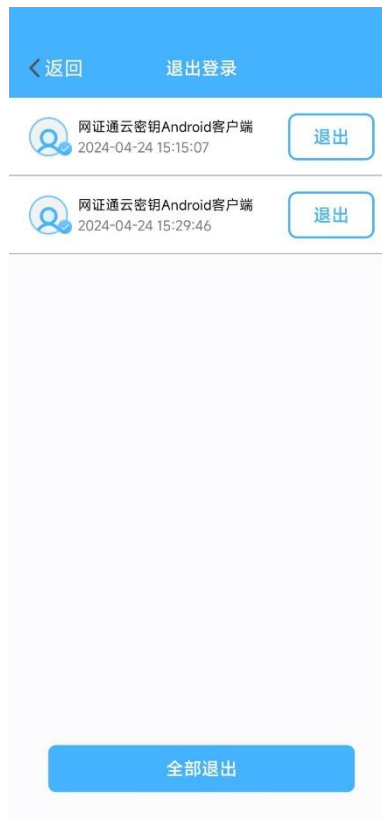 返回
退出登录
网证通云密钥Android客户端
2024-04-24 15:15:07
退出
网证通云密钥Android客户端
2024-04-24 15:29:46
退出
全部退出